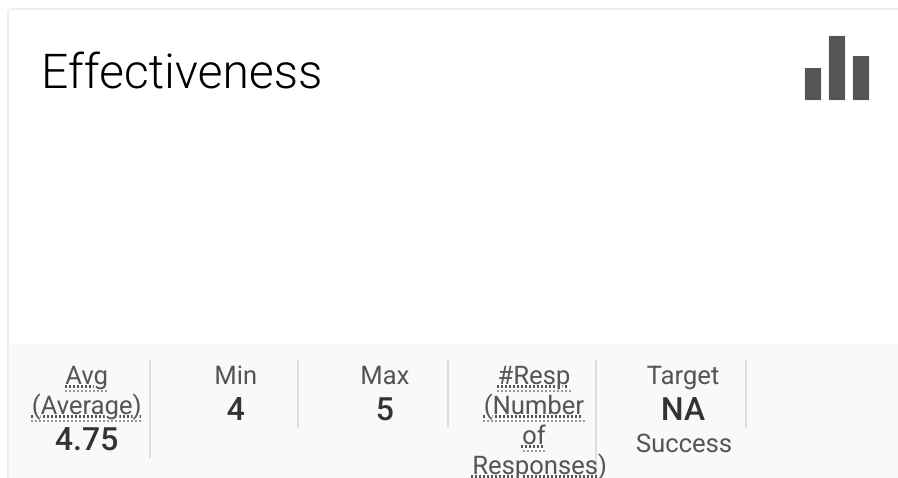 Effectiveness
Avg
(Average)
4.75
Min
4
Max
5
#Resp
(Number
of
Responses)
Target
NA
Success